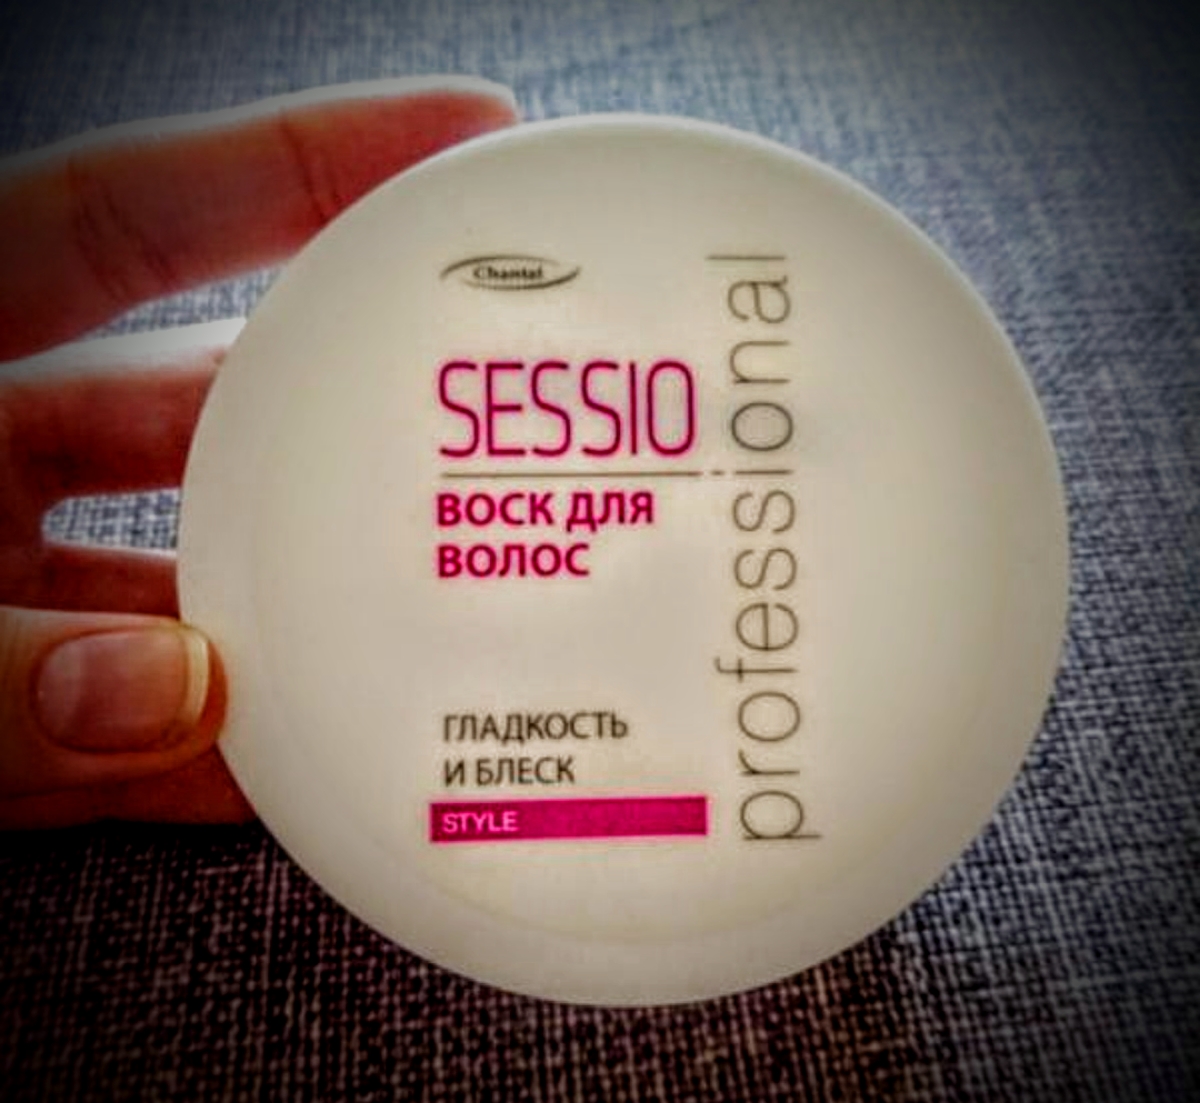 Chantal
SESSIO
ВОСК ДЛЯ
ВОЛОС
ГЛАДКОСТЬ
И БЛЕСК
STYLE
professional